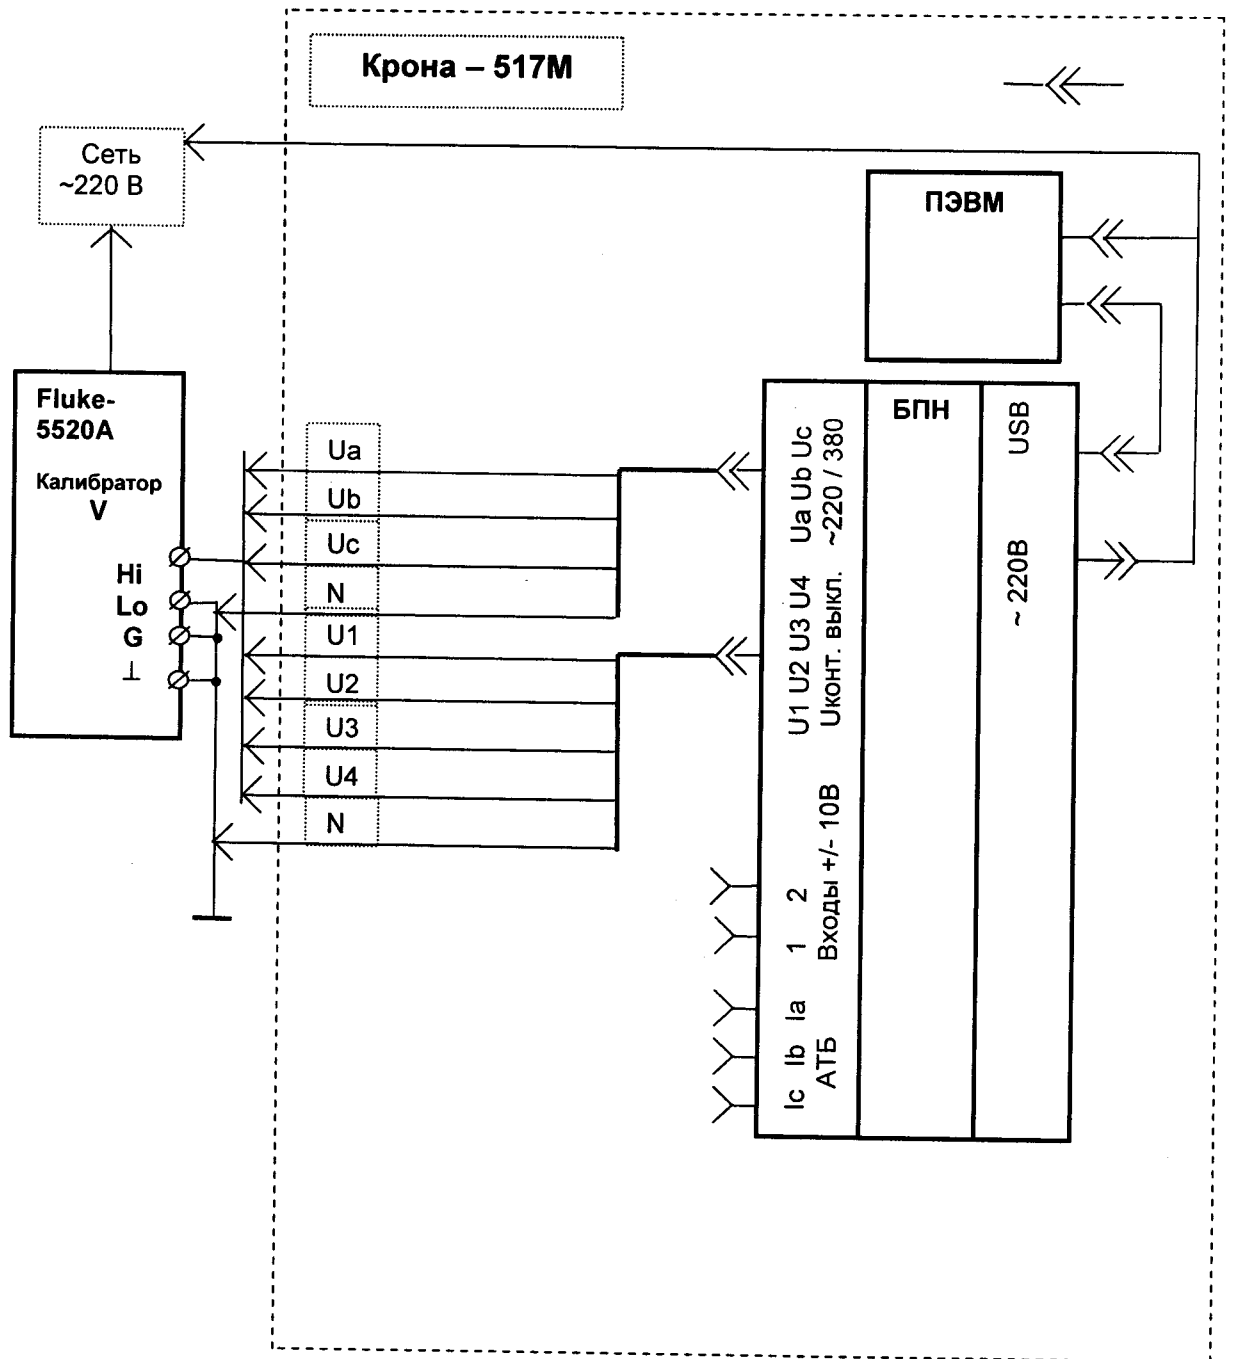 Крона – 517М
Сеть
~220 В
ПЭВМ
Fluke-
5520A
Калибратор
V
Hi
Lo
G
⊥
Ua
Ub
Uc
N
U1
U2
U3
U4
N
Ua Ub Uc
~220 / 380
U1 U2 U3 U4
Uконт. выкл.
1 2
Входы +/- 10В
Ic Ib Ia
АТБ
БПН
USB
~ 220В